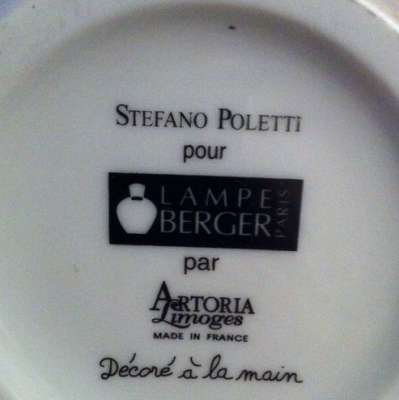 STEFANO POLETTI
pour
LAMPE
BERGER
PARIS
par
ARTORIA
Limoges
MADE IN FRANCE
Décoré à la main